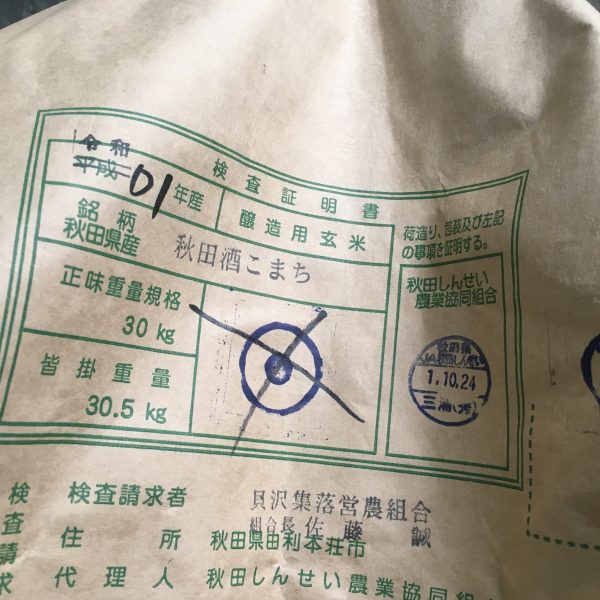 検査証明書
令和
平成 01 年産
醸造用玄米
銘柄
秋田県産
秋田酒こまち
正味重量規格
30 kg
皆掛重量
30.5 kg
荷造り、包装及び左記
の事項を証明する。
秋田しんせい
農業協同組合
1.10.24
検査請求者
貝沢集落営農組合
組合長 佐藤 誠
住所 秋田県由利本荘市
代理人 秋田しんせい農業協同組